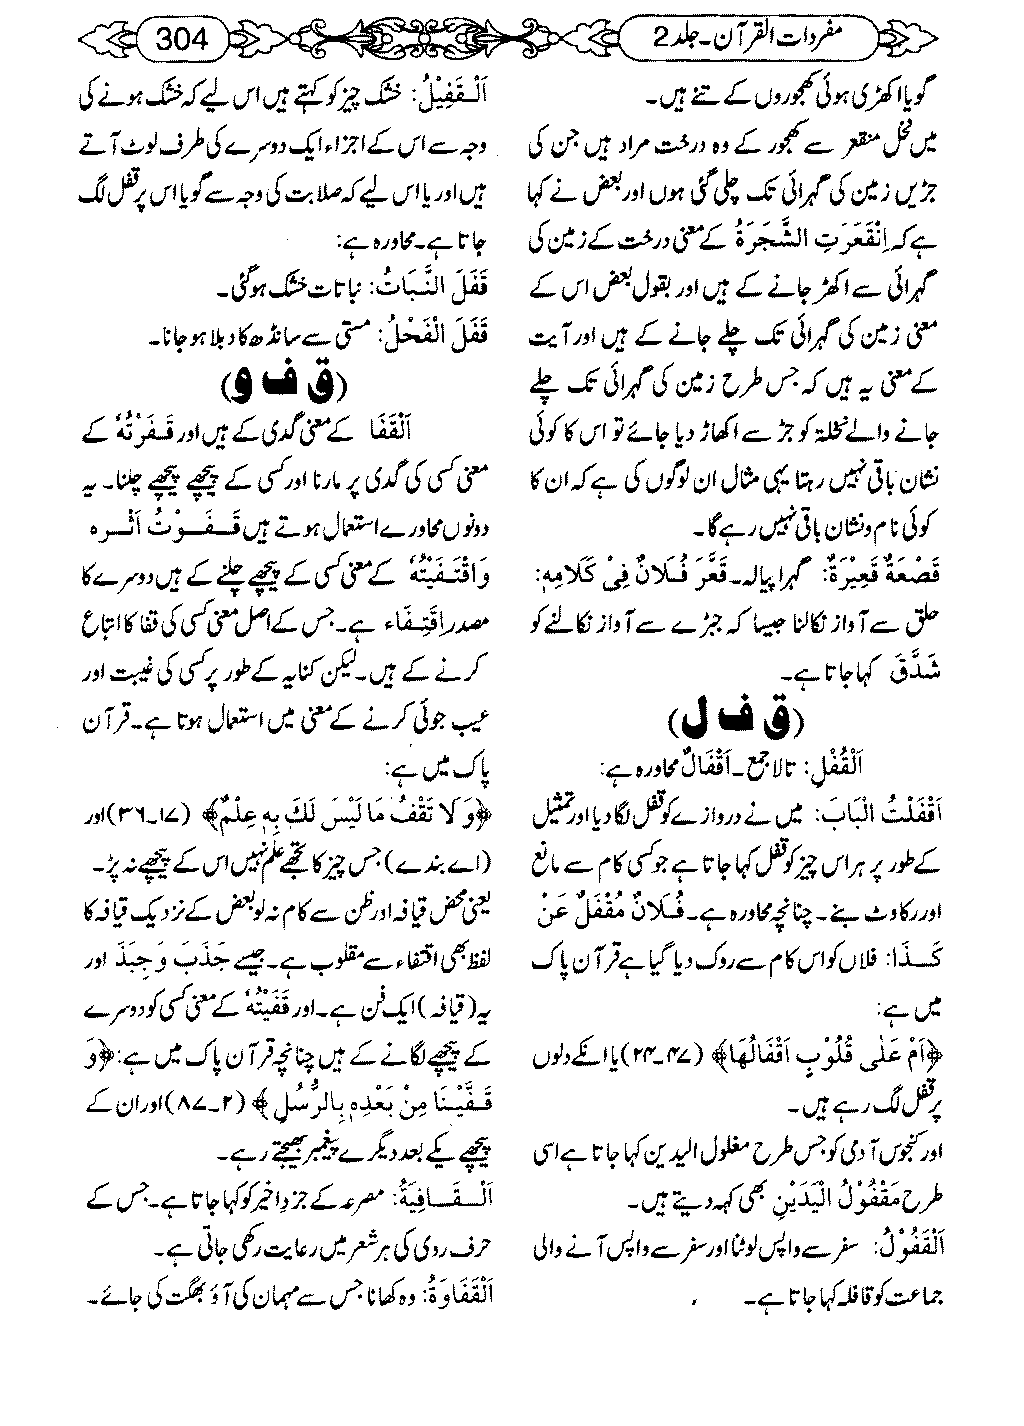 مفردات القرآن۔جلد 2
304
گویا اکھڑی ہوئی کھجوروں کے تنے ہیں۔
میں نخل منقعر سے کھجور کے وہ درخت مراد ہیں جن کی
جڑیں زمین کی گہرائی تک چلی گئی ہوں اور بعض نے کہا
ہے کہ اِنْقَعَرَتِ الشَّجَرَةُ کے معنی درخت کے زمین کی
گہرائی سے اکھڑ جانے کے ہیں اور بقول بعض اس کے
معنی زمین کی گہرائی تک چلے جانے کے ہیں اور آیت
کے معنی یہ ہیں کہ جس طرح زمین کی گہرائی تک چلے
جانے والے نخلۃ کو جڑ سے اکھاڑ دیا جائے تو اس کا کوئی
نشان باقی نہیں رہتا یہی مثال ان لوگوں کی ہے کہ ان کا
کوئی نام و نشان باقی نہیں رہے گا۔
قَصْعَةٌ قَعِیْرَةٌ: گہرا پیالہ۔ قَعَّرَ فُلَانٌ فِیْ كَلَامِهٖ:
حلق سے آواز نکالنا جیسا کہ جبڑے سے آواز نکالنے کو
شَدَّقَ کہا جاتا ہے۔
(ق ف ل)
اَلْقُفْلِ: تالا جمع۔ اَقْفَالٌ محاورہ ہے:
اَقْفَلْتُ الْبَابَ: میں نے دروازے کو قفل لگا دیا اور تمثیل
کے طور پر ہر اس چیز کو قفل کہا جاتا ہے جو کسی کام سے مانع
اور رکاوٹ بنے۔ چنانچہ محاورہ ہے۔ فُلَانٌ مُقْفَلٌ عَنْ
كَذَا: فلاں کو اس کام سے روک دیا گیا ہے قرآن پاک
میں ہے:
﴿اَمْ عَلٰی قُلُوْبٍ اَقْفَالُهَا﴾ (۴۷۔۲۴) یا انکے دلوں
پر قفل لگ رہے ہیں۔
اور کنجوس آدمی کو جس طرح مغلول الیدین کہا جاتا ہے اسی
طرح مَقْفُوْلُ الْیَدَیْنِ بھی کہہ دیتے ہیں۔
اَلْقُفُوْلُ: سفر سے واپس لوٹنا اور سفر سے واپس آنے والی
جماعت کو قافلہ کہا جاتا ہے۔
اَلْقَفِیْلُ: خشک چیز کو کہتے ہیں اس لیے کہ خشک ہونے کی
وجہ سے اس کے اجزاء ایک دوسرے کی طرف لوٹ آتے
ہیں اور یا اس لیے کہ صلابت کی وجہ سے گویا اس پر قفل لگ
جاتا ہے۔ محاورہ ہے:
قَفَلَ النَّبَاتُ: نباتات خشک ہوگئی۔
قَفَلَ الْفَحْلُ: مستی سے سانڈھ کا دبلا ہو جانا۔
(ق ف و)
اَلْقَفَا کے معنی گدی کے ہیں اور قَفَرْتُهٗ کے
معنی کسی کی گدی پر مارنا اور کسی کے پیچھے پیچھے چلنا۔ یہ
دونوں محاورے استعمال ہوتے ہیں قَفَوْتُ اَثْرہ
وَاقْتَفَیْتُهٗ کے معنی کسی کے پیچھے چلنے کے ہیں دوسرے کا
مصدر اِقْتِفَاء ہے۔ جس کے اصل معنی کسی کی قفا کا اتباع
کرنے کے ہیں۔ لیکن کنایہ کے طور پر کسی کی غیبت اور
عیب جوئی کرنے کے معنی میں استعمال ہوتا ہے۔ قرآن
پاک میں ہے:
﴿وَلَا تَقْفُ مَا لَیْسَ لَكَ بِهٖ عِلْمٌ﴾ (۱۷۔۳۶) اور
(اے بندے) جس چیز کا تجھے علم نہیں اس کے پیچھے نہ پڑ۔
یعنی محض قیافہ اور ظن سے کام نہ لو بعض کے نزدیک قیافہ کا
لفظ بھی اقتفاء سے مقلوب ہے۔ جیسے جَذَبَ وَجَبَذَ اور
یہ (قیافہ) ایک فن ہے۔ اور قَفَّیْتُهٗ کے معنی کسی کو دوسرے
کے پیچھے لگانے کے ہیں چنانچہ قرآن پاک میں ہے: ﴿وَ
قَفَّیْنَا مِنْ بَعْدِهٖ بِالرُّسُلِ﴾ (۲۔۸۷) اور ان کے
پیچھے یکے بعد دیگرے پیغمبر بھیجتے رہے۔
اَلْقَافِیَةُ: مصرعہ کے جزء اخیر کو کہا جاتا ہے۔ جس کے
حرف روی کی ہر شعر میں رعایت رکھی جاتی ہے۔
اَلْقَفَاوَةُ: وہ کھانا جس سے مہمان کی آؤ بھگت کی جائے۔